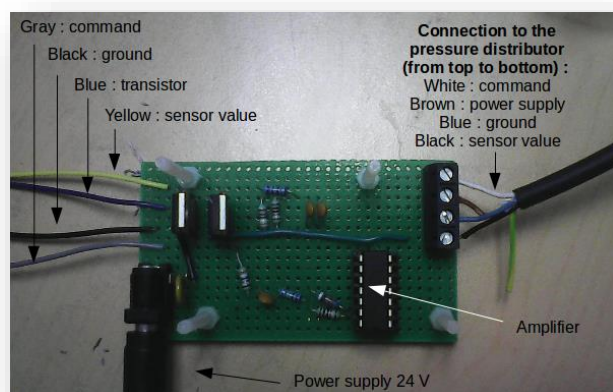 Gray : command
Black : ground
Blue : transistor
Yellow : sensor value
Connection to the
pressure distributor
(from top to bottom) :
White : command
Brown : power supply
Blue : ground
Black : sensor value
Amplifier
Power supply 24 V